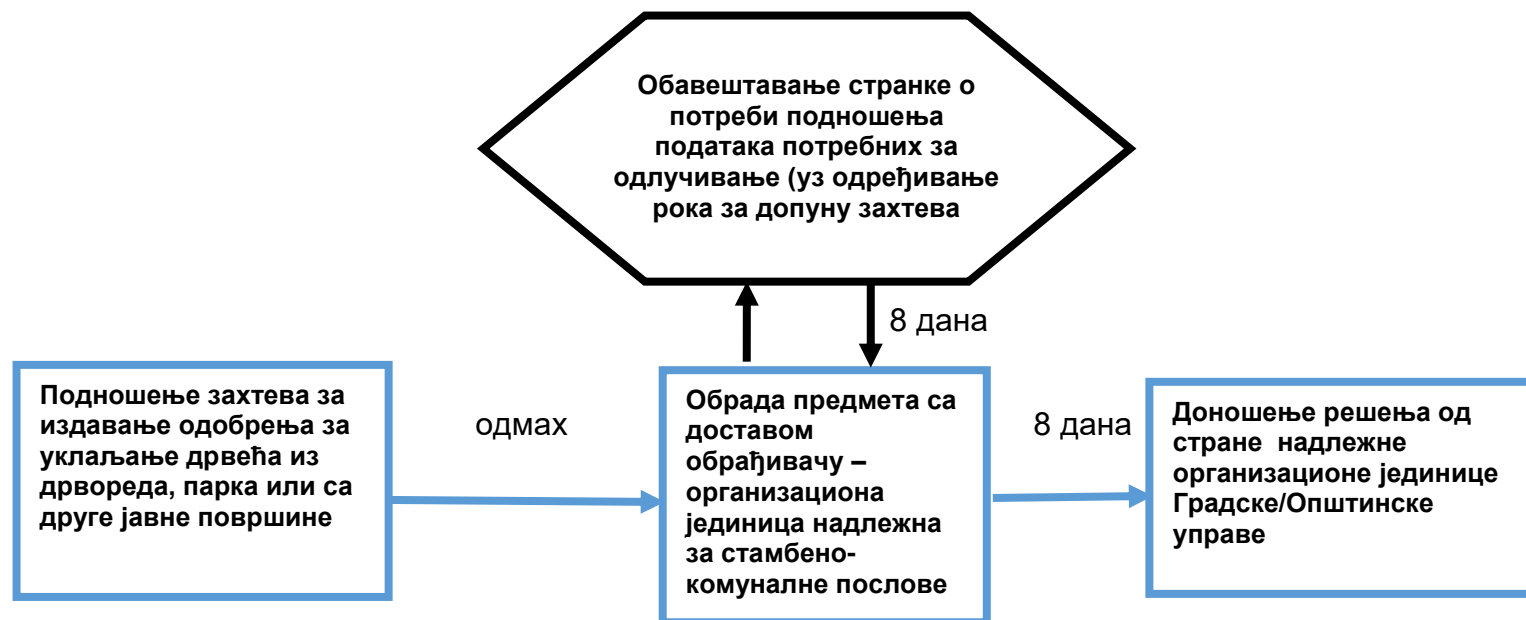 Обавештавање странке о
потреби подношења
података потребних за
одлучивање (уз одређивање
рока за допуну захтева
8 дана
Подношење захтева за
издавање одобрења за
уклаљање дрвећа из
дрвореда, парка или са
друге јавне површине
одмах
Обрада предмета са
доставом
обрађивачу –
организациона
јединица надлежна
за стамбено-
комуналне послове
8 дана
Доношење решења од
стране надлежне
организационе јединице
Градске/Општинске
управе